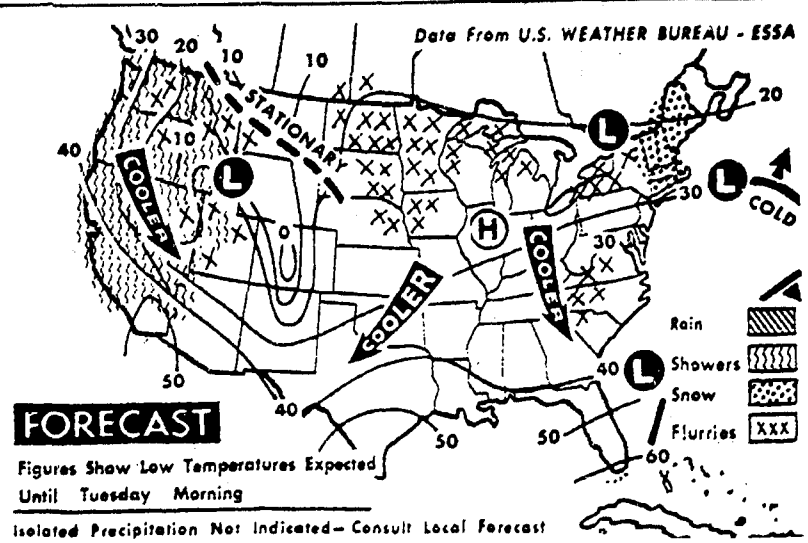 Data From U.S. WEATHER BUREAU - ESSA
30
20
10
10
STATIONARY
20
L
10
40
COOLER
L
L
30
COLD
H
0
COOLER
30
COOLER
Rain
40
L
Showers
50
Snow
40
FORECAST
50
50
Flurries
XXX
60
Figures Show Low Temperatures Expected
Until Tuesday Morning
Isolated Precipitation Not Indicated— Consult Local Forecast